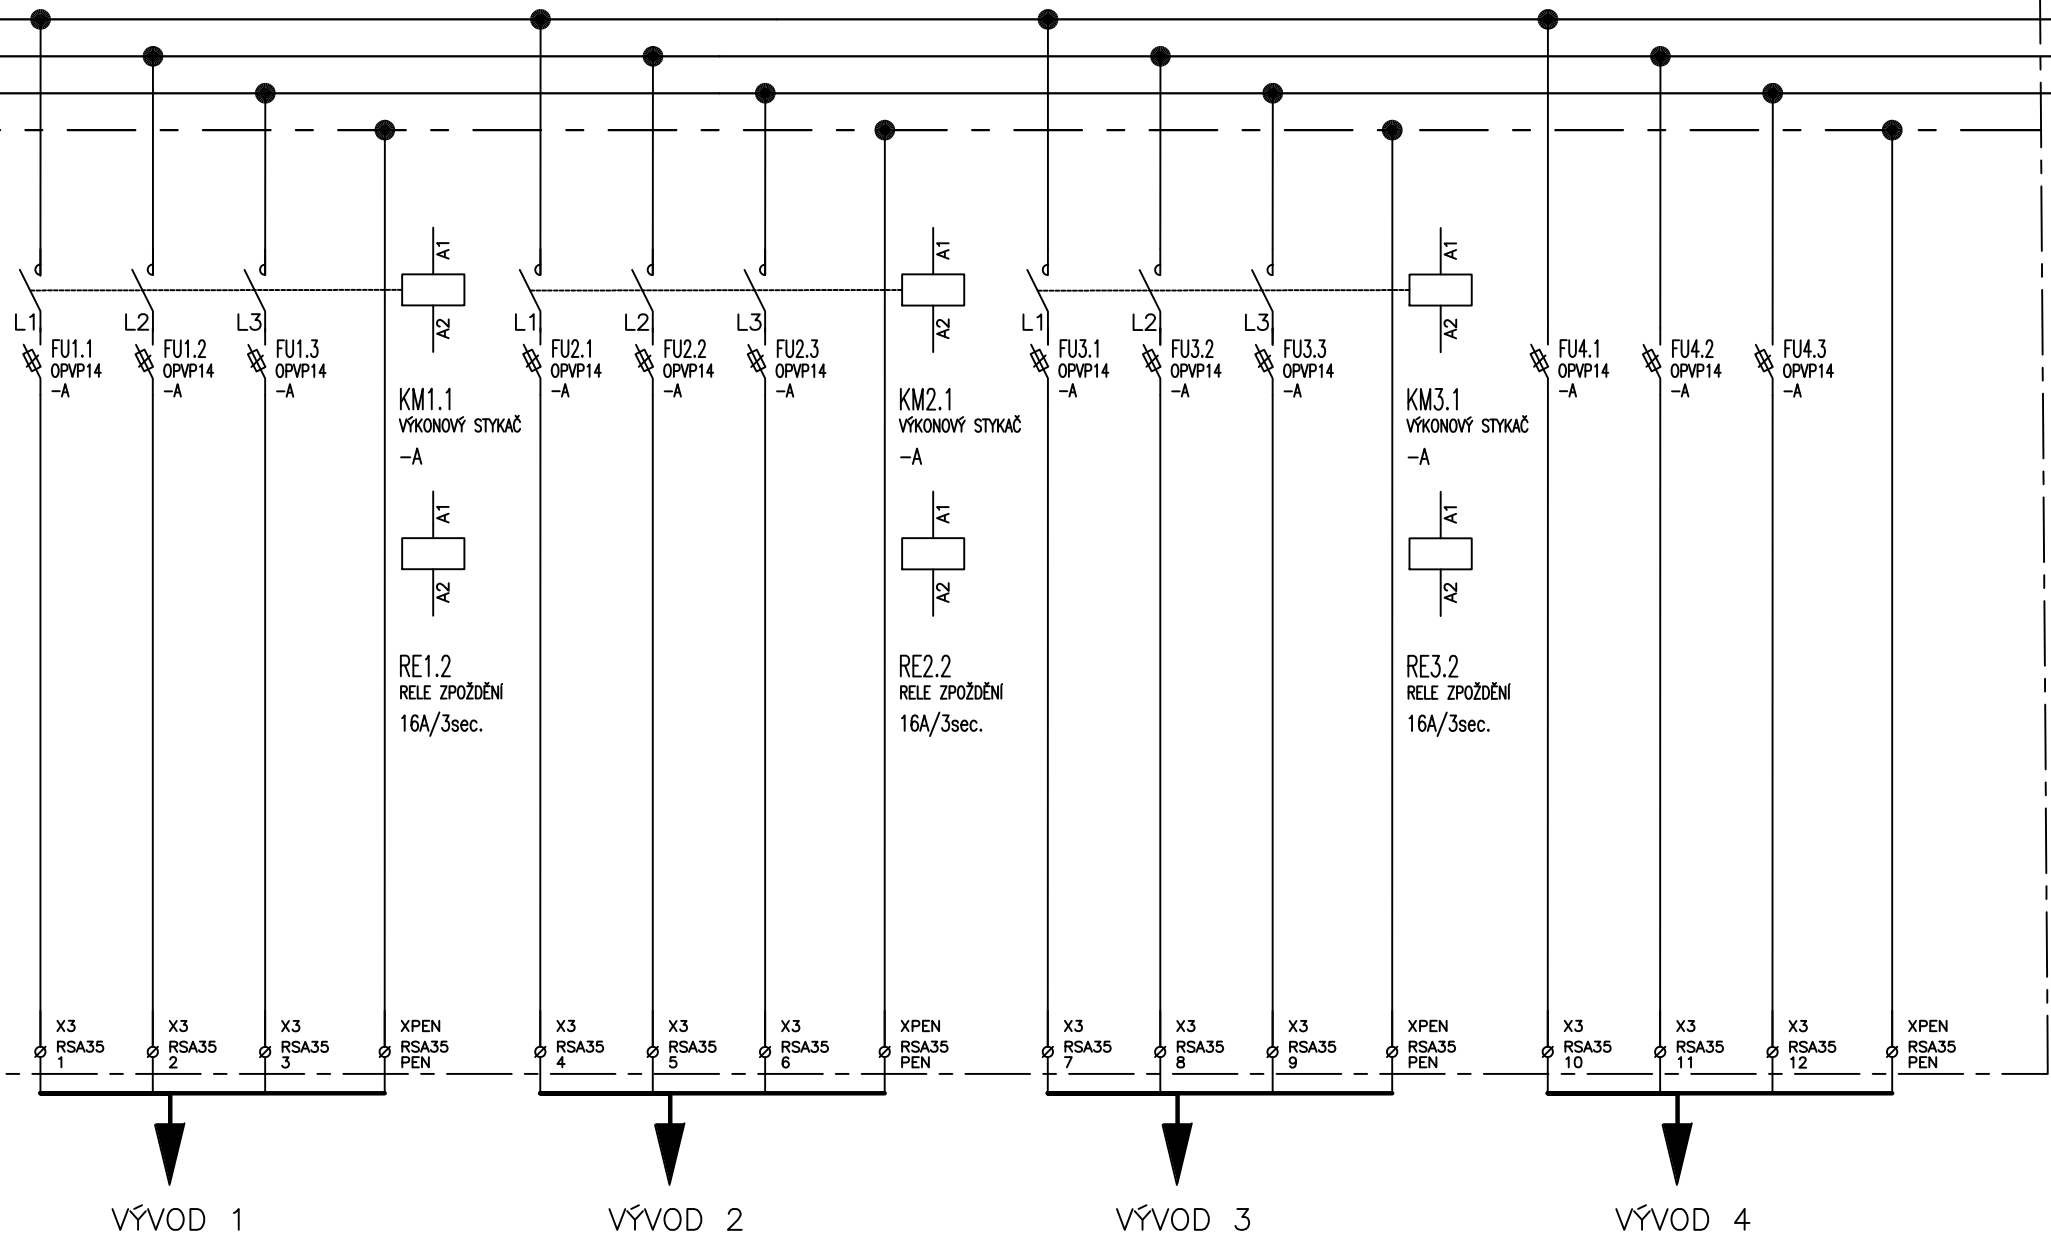 A1
A1
A1
A2
A2
A2
L1
L2
L3
L1
L2
L3
L1
L2
L3
FU1.1
OPVP14
-A
FU1.2
OPVP14
-A
FU1.3
OPVP14
-A
KM1.1
VÝKONOVÝ STYKAČ
-A
FU2.1
OPVP14
-A
FU2.2
OPVP14
-A
FU2.3
OPVP14
-A
KM2.1
VÝKONOVÝ STYKAČ
-A
FU3.1
OPVP14
-A
FU3.2
OPVP14
-A
FU3.3
OPVP14
-A
KM3.1
VÝKONOVÝ STYKAČ
-A
FU4.1
OPVP14
-A
FU4.2
OPVP14
-A
FU4.3
OPVP14
-A
A1
A2
RE1.2
RELE ZPOŽDĚNÍ
16A/3sec.
A1
A2
RE2.2
RELE ZPOŽDĚNÍ
16A/3sec.
A1
A2
RE3.2
RELE ZPOŽDĚNÍ
16A/3sec.
X3
RSA35
1
X3
RSA35
2
X3
RSA35
3
XPEN
RSA35
PEN
X3
RSA35
4
X3
RSA35
5
X3
RSA35
6
XPEN
RSA35
PEN
X3
RSA35
7
X3
RSA35
8
X3
RSA35
9
XPEN
RSA35
PEN
X3
RSA35
10
X3
RSA35
11
X3
RSA35
12
XPEN
RSA35
PEN
VÝVOD 1
VÝVOD 2
VÝVOD 3
VÝVOD 4